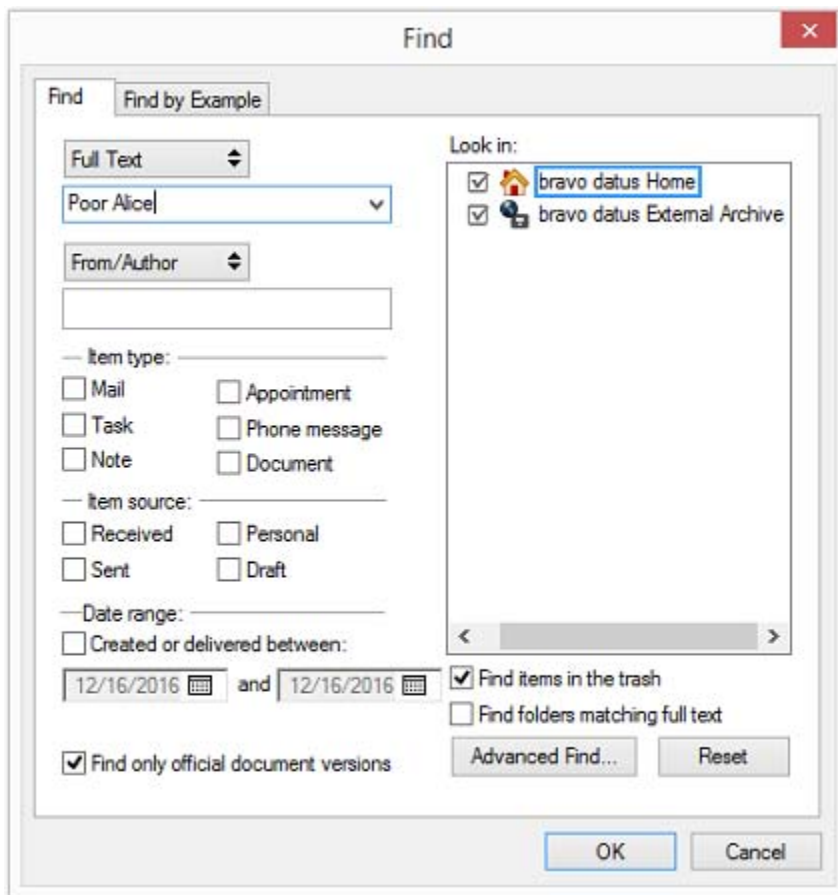 Find
Find
Find by Example
Full Text
Poor Alice
From/Author
Item type:
Mail
Appointment
Task
Phone message
Note
Document
Item source:
Received
Personal
Sent
Draft
Date range:
Created or delivered between:
12/16/2016 and 12/16/2016
Find only official document versions
Look in:
bravo datus Home
bravo datus External Archive
Find items in the trash
Find folders matching full text
Advanced Find...
Reset
OK
Cancel